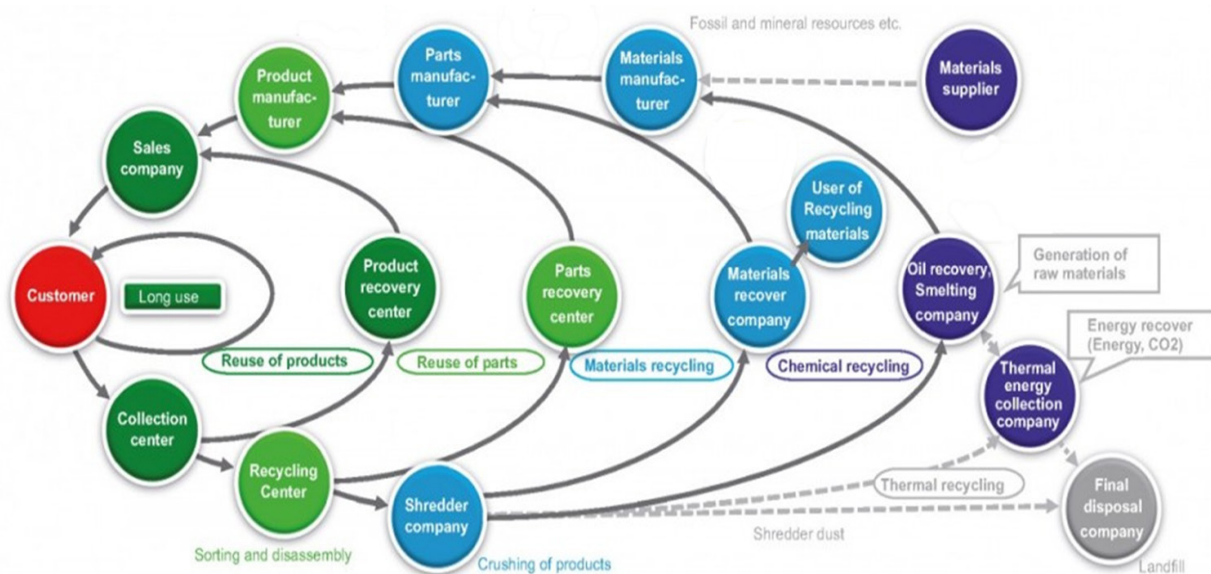 Fossil and mineral resources etc.
Parts
manufac-
turer
Materials
manufac-
turer
Materials
supplier
Product
manufac-
turer
Sales
company
User of
Recycling
materials
Customer
Long use
Product
recovery
center
Parts
recovery
center
Materials
recover
company
Oil recovery,
Smelting
company
Generation of
raw materials
Reuse of products
Reuse of parts
Materials recycling
Chemical recycling
Energy recover
(Energy, CO2)
Thermal
energy
collection
company
Collection
center
Recycling
Center
Shredder
company
Thermal recycling
Final
disposal
company
Shredder dust
Sorting and disassembly
Crushing of products
Landfill